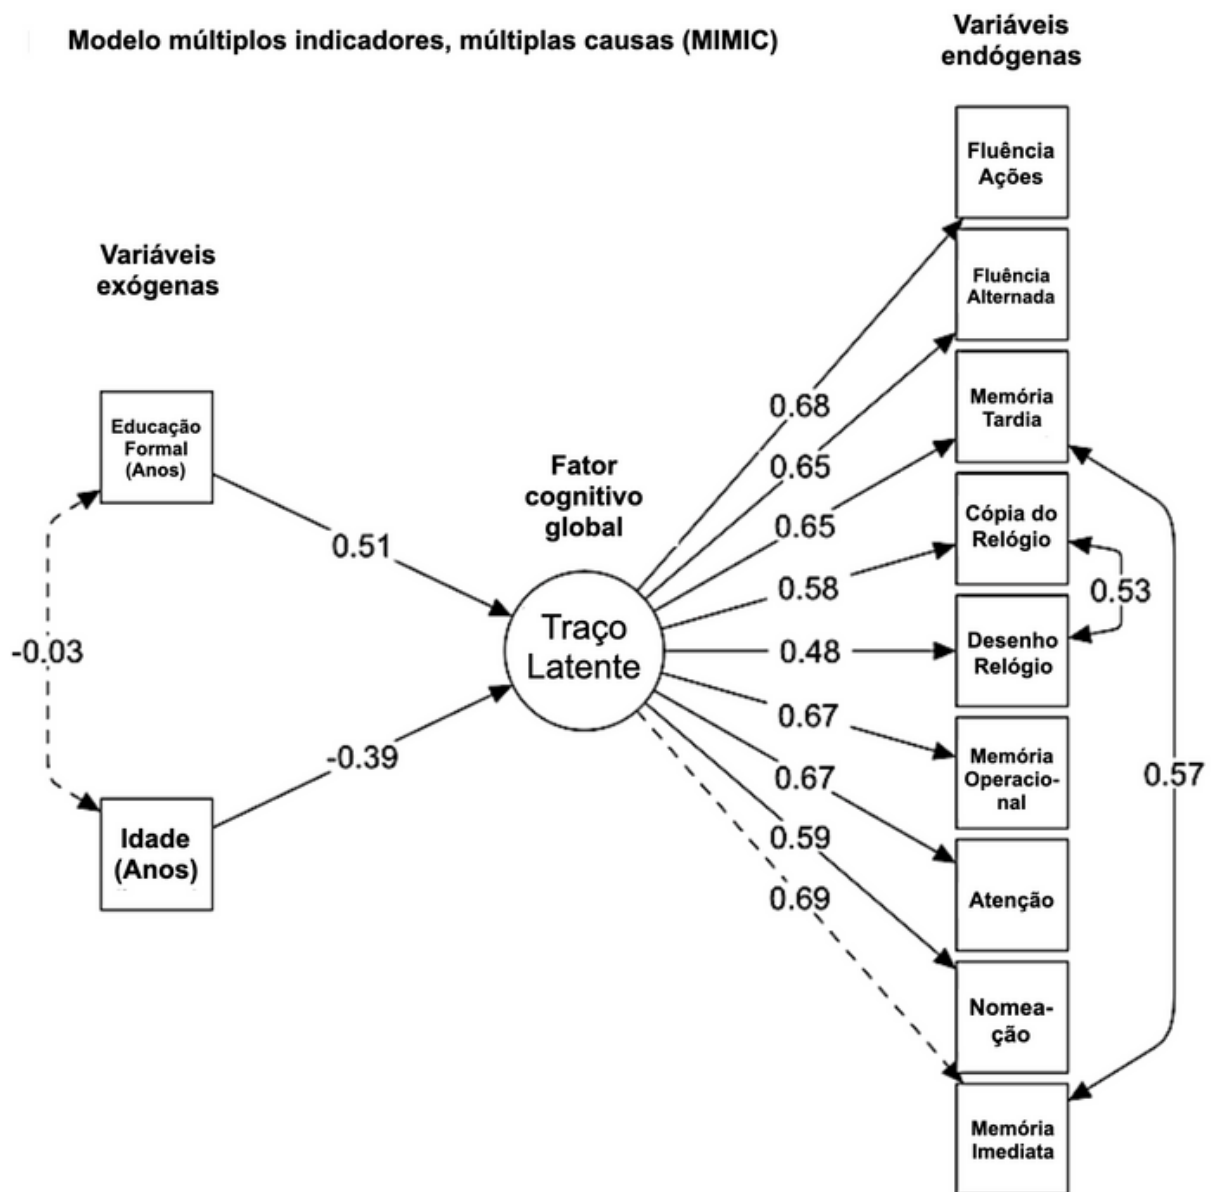 Modelo múltiplos indicadores, múltiplas causas (MIMIC)
Variáveis
endógenas
Variáveis
exógenas
Educação
Formal
(Anos)
Idade
(Anos)
-0.03
0.51
-0.39
Fator
cognitivo
global
Traço
Latente
0.68
0.65
0.65
0.58
0.48
0.67
0.67
0.59
0.69
Fluência
Ações
Fluência
Alternada
Memória
Tardia
Cópia do
Relógio
Desenho
Relógio
Memória
Operacio-
nal
Atenção
Nomea-
ção
Memória
Imediata
0.53
0.57